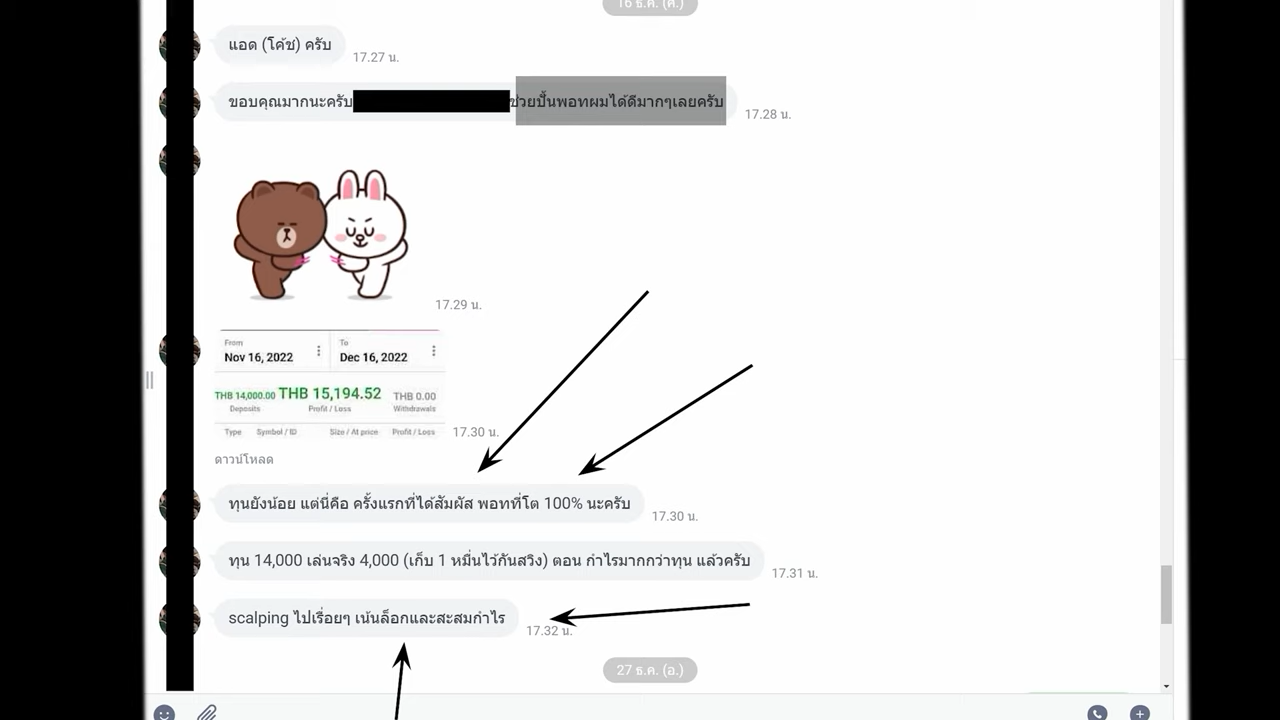 16 ธ.ค. (ศ.)
แอด (โค้ช) ครับ
17.27 น.
ขอบคุณมากนะครับ
ช่วยปั้นพอทผมได้ดีมากๆเลยครับ
17.28 น.
17.29 น.
From
To
Nov 16, 2022
Dec 16, 2022
THB 14,000.00 THB 15,194.52 THB 0.00
Deposits Profit / Loss Withdrawals
Type Symbol / ID Size / At price Profit / Loss
17.30 น.
ดาวน์โหลด
ทุนยังน้อย แต่นี่คือ ครั้งแรกที่ได้สัมผัส พอทที่โต 100% นะครับ
17.30 น.
ทุน 14,000 เล่นจริง 4,000 (เก็บ 1 หมื่นไว้กันสวิง) ตอน กำไรมากกว่าทุน แล้วครับ
17.31 น.
scalping ไปเรื่อยๆ เน้นล็อกและสะสมกำไร
17.32 น.
27 ธ.ค. (อ.)